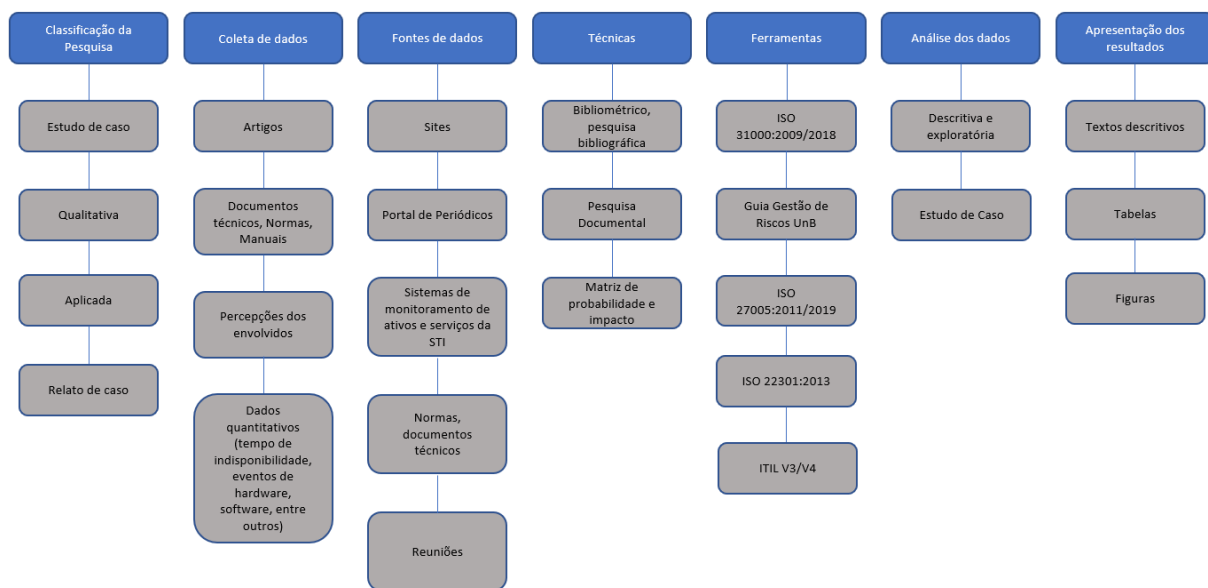 Classificação da
Pesquisa
Estudo de caso
Qualitativa
Aplicada
Relato de caso
Coleta de dados
Artigos
Documentos
técnicos, Normas,
Manuais
Percepções dos
envolvidos
Dados
quantitativos
(tempo de
indisponibilidade,
eventos de
hardware,
software, entre
outros)
Fontes de dados
Sites
Portal de Periódicos
Sistemas de
monitoramento de
ativos e serviços da
STI
Normas,
documentos
técnicos
Reuniões
Técnicas
Bibliométrico,
pesquisa
bibliográfica
Pesquisa
Documental
Matriz de
probabilidade e
impacto
Ferramentas
ISO
31000:2009/2018
Guia Gestão de
Riscos UnB
ISO
27005:2011/2019
ISO 22301:2013
ITIL V3/V4
Análise dos dados
Descritiva e
exploratória
Estudo de Caso
Apresentação dos
resultados
Textos descritivos
Tabelas
Figuras